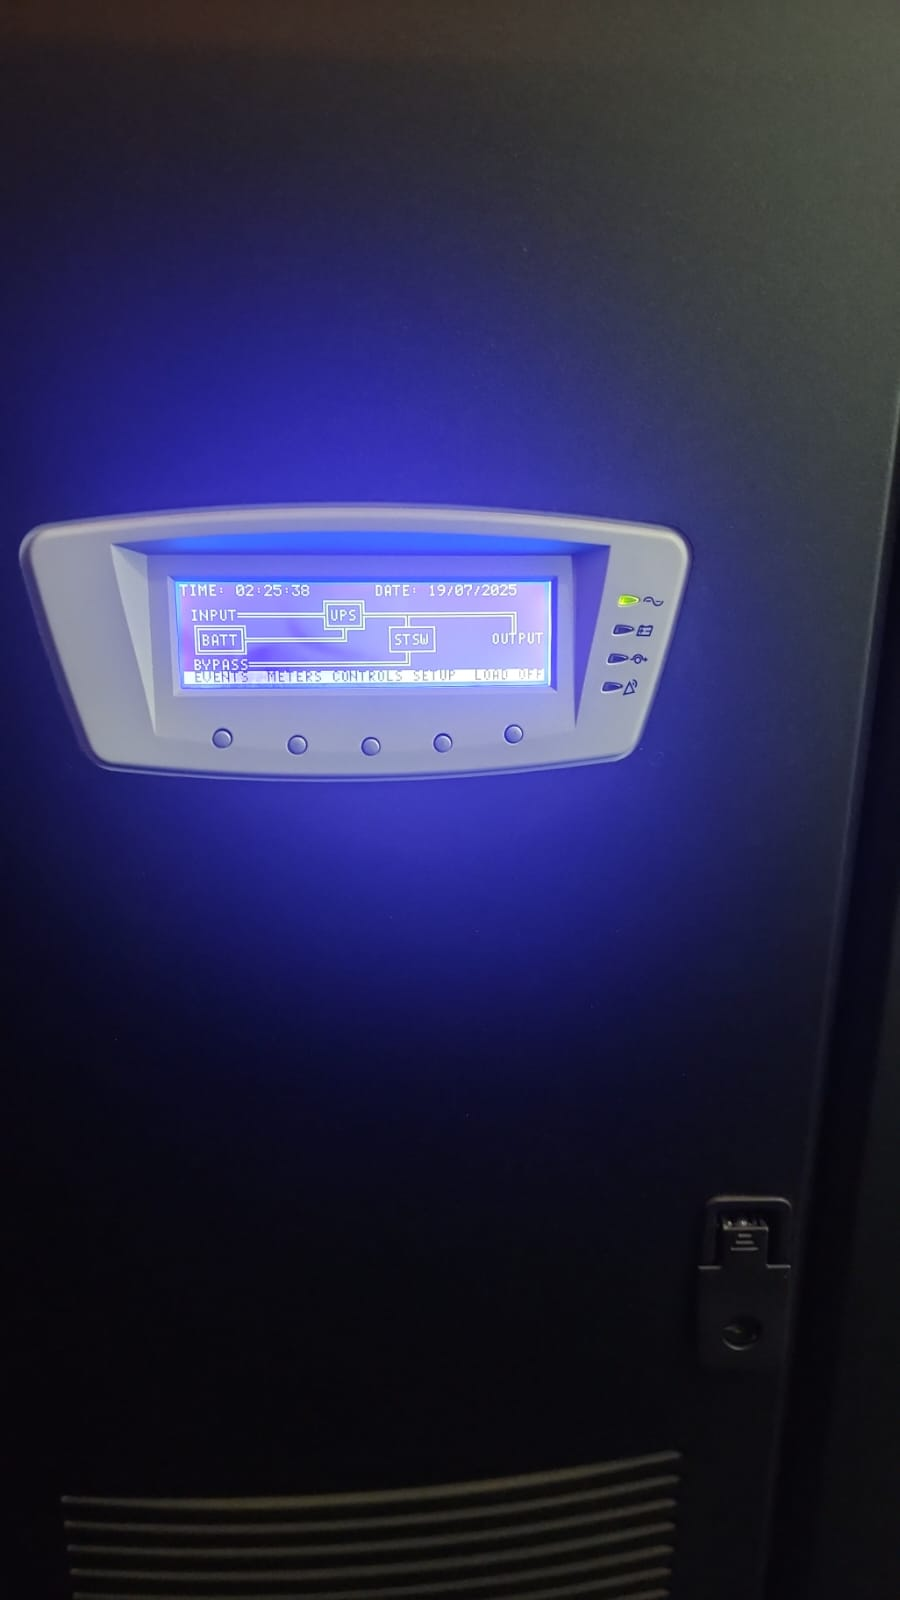 TIME: 02:25:38 DATE: 19/07/2025
INPUT UPS
BATT STSW OUTPUT
BYPASS
EVENTS METERS CONTROLS SETUP LOAD OFF